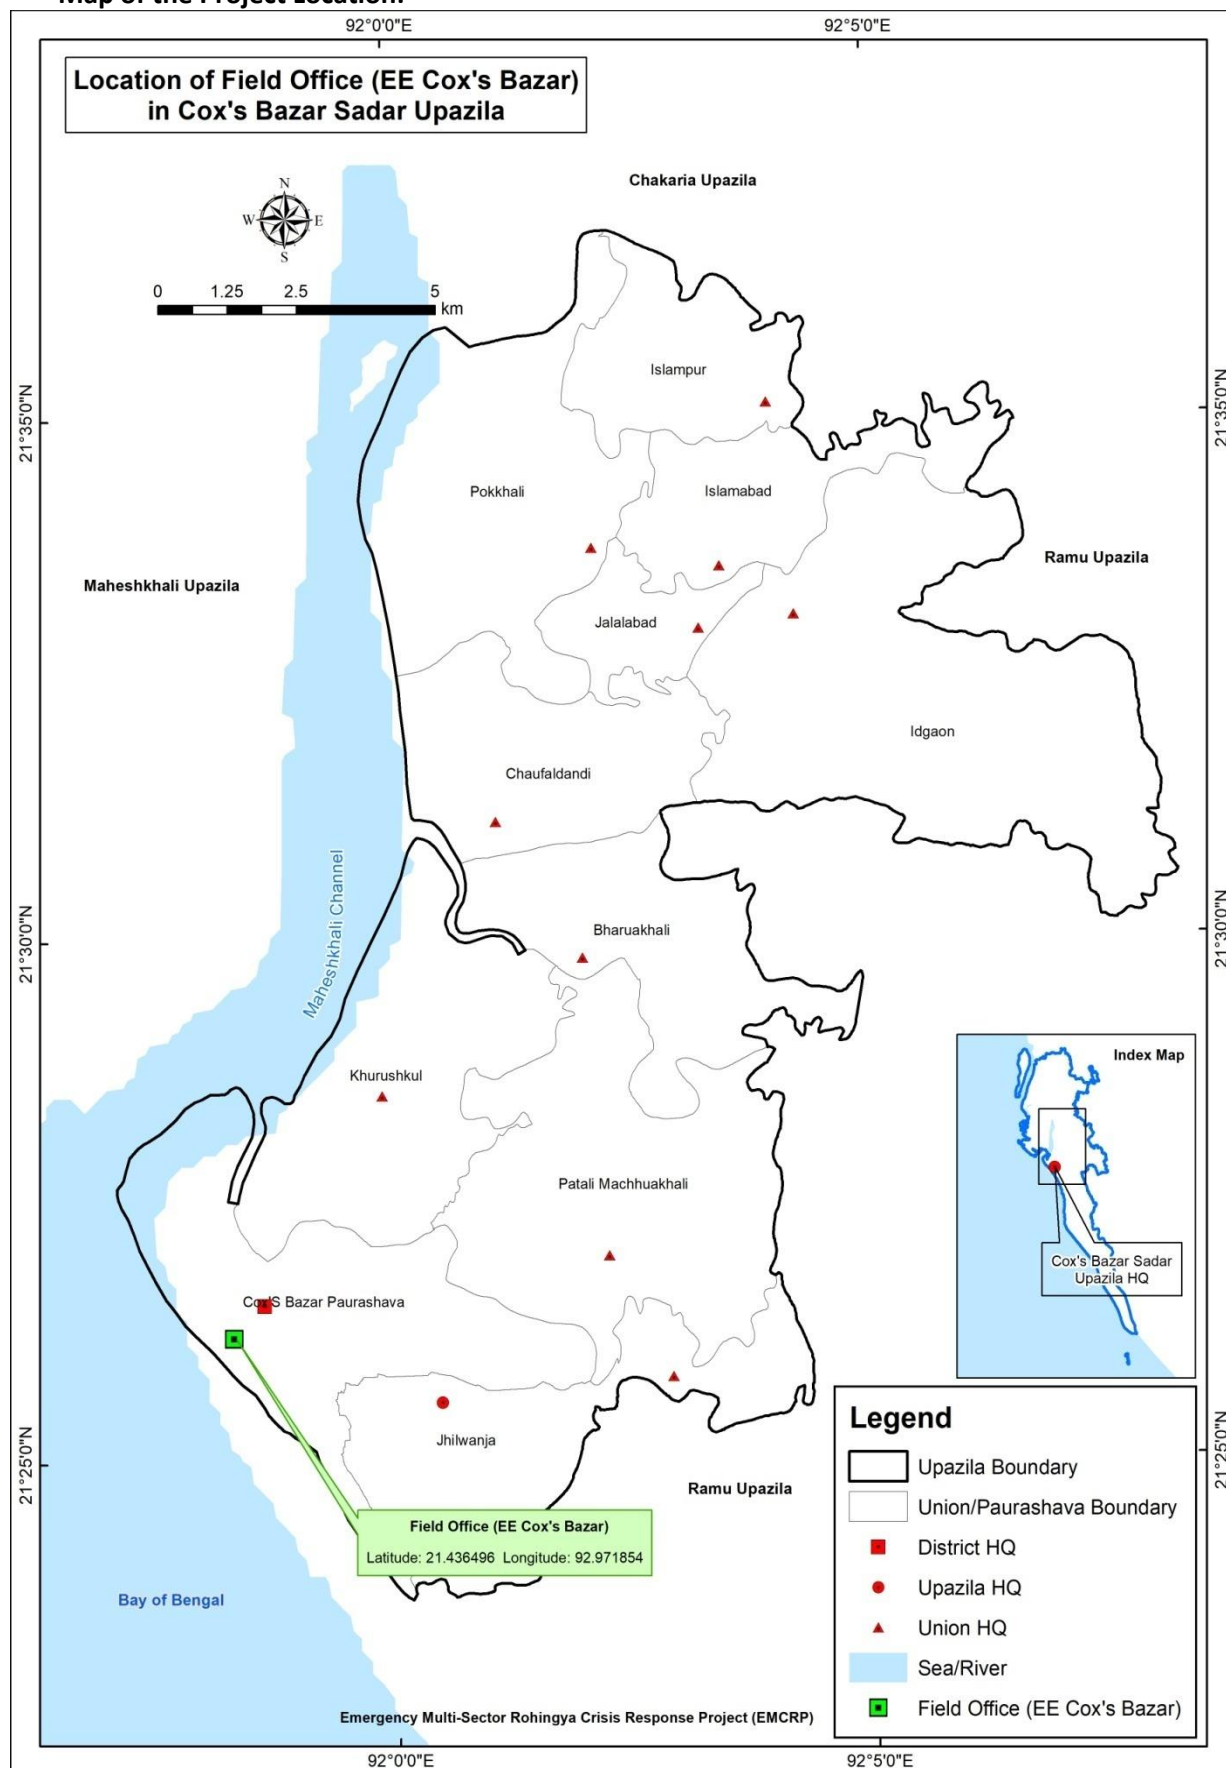 Map of the Project Location:
92°0'0"E
92°5'0"E
Location of Field Office (EE Cox's Bazar)
in Cox's Bazar Sadar Upazila
Chakaria Upazila
N
W
E
S
0
1.25
2.5
5
km
Islampur
21°35'0"N
21°35'0"N
Pokkhali
Islamabad
Ramu Upazila
Maheshkhali Upazila
Jalalabad
Idgaon
Chaufaldandi
Maheshkhali Channel
Bharuakhali
21°30'0"N
21°30'0"N
Khurushkul
Index Map
Patali Machhuakhali
Cox's Bazar Sadar
Upazila HQ
Cox'S Bazar Paurashava
Jhilwanja
21°25'0"N
21°25'0"N
Ramu Upazila
Field Office (EE Cox's Bazar)
Latitude: 21.436496 Longitude: 92.971854
Bay of Bengal
Legend
Upazila Boundary
Union/Paurashava Boundary
District HQ
Upazila HQ
Union HQ
Sea/River
Field Office (EE Cox's Bazar)
Emergency Multi-Sector Rohingya Crisis Response Project (EMCRP)
92°0'0"E
92°5'0"E